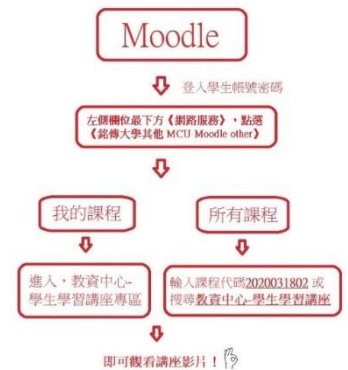 Moodle
登入學生帳號密碼
左側欄位最下方《網路服務》，點選
《銘傳大學其他 MCU Moodle other》
我的課程
所有課程
進入，教資中心-
學生學習講座專區
輸入課程代碼2020031802 或
搜尋教資中心-學生學習講座
即可觀看講座影片！